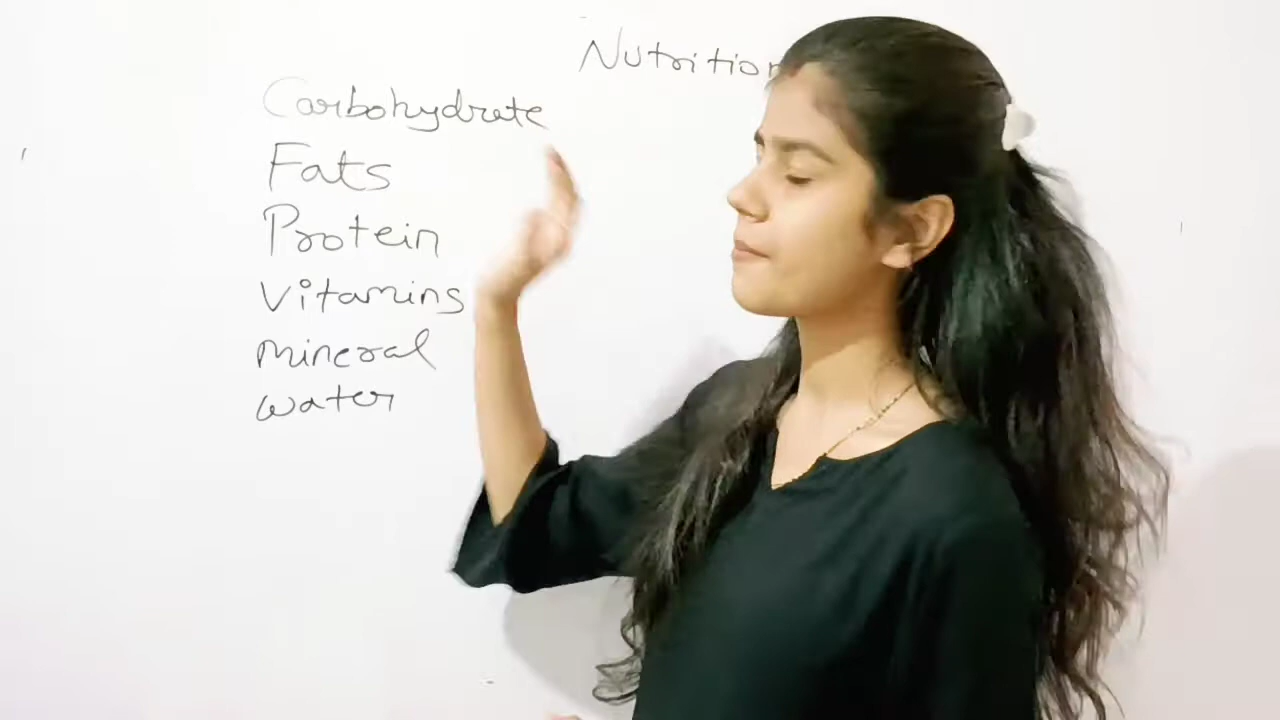 Nutrition
Carbohydrate
Fats
Protein
Vitamins
mineral
water